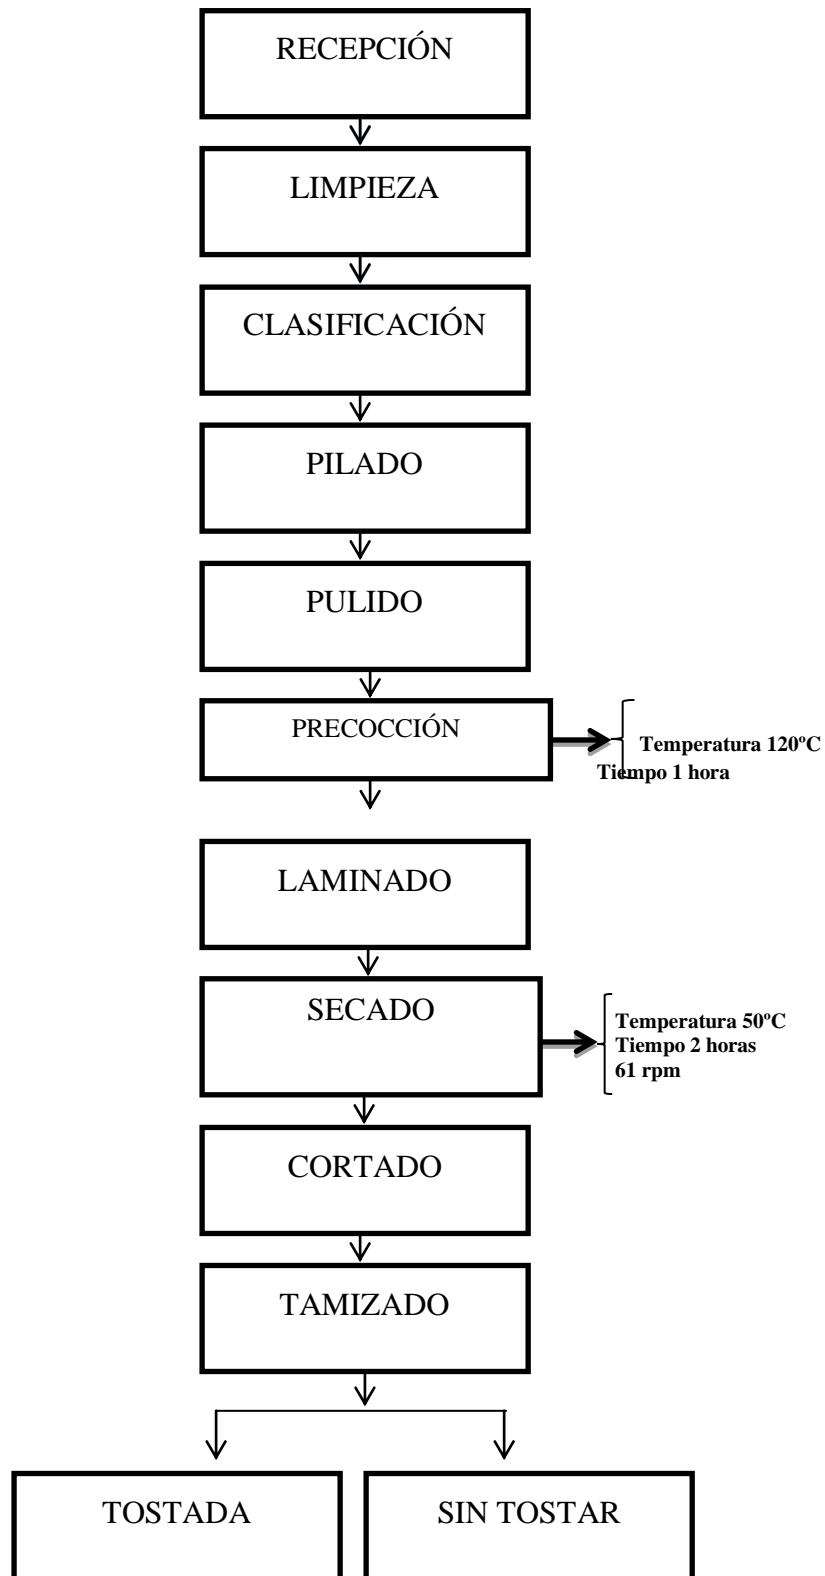 RECEPCIÓN
LIMPIEZA
CLASIFICACIÓN
PILADO
PULIDO
PRECOCCIÓN
Temperatura 120ºC
Tiempo 1 hora
LAMINADO
SECADO
Temperatura 50ºC
Tiempo 2 horas
61 rpm
CORTADO
TAMIZADO
TOSTADA
SIN TOSTAR